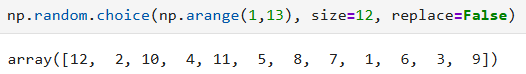 np.random.choice(np.arange(1,13), size=12, replace=False)
array([12,  2, 10,  4, 11,  5,  8,  7,  1,  6,  3,  9])